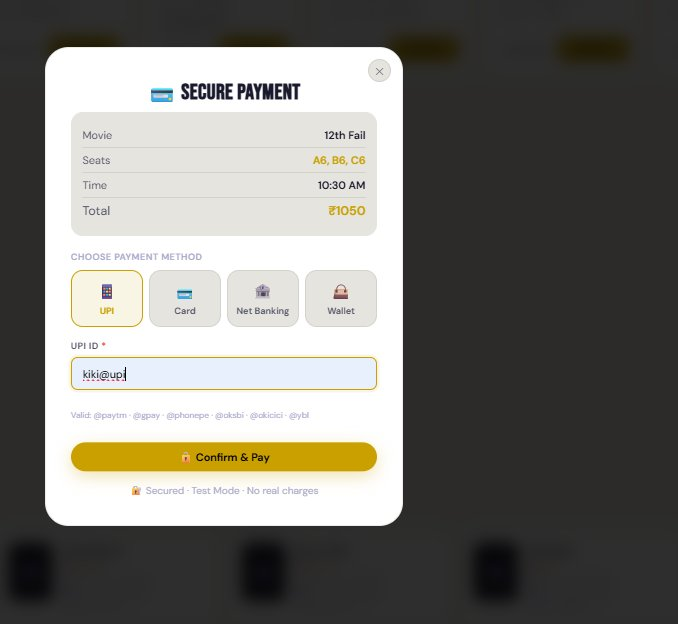 SECURE PAYMENT
Movie 12th Fail
Seats A6, B6, C6
Time 10:30 AM
Total ₹1050
CHOOSE PAYMENT METHOD
UPI Card Net Banking Wallet
UPI ID *
kiki@upi
Valid: @paytm · @gpay · @phonepe · @oksbi · @okicici · @ybl
Confirm & Pay
Secured · Test Mode · No real charges